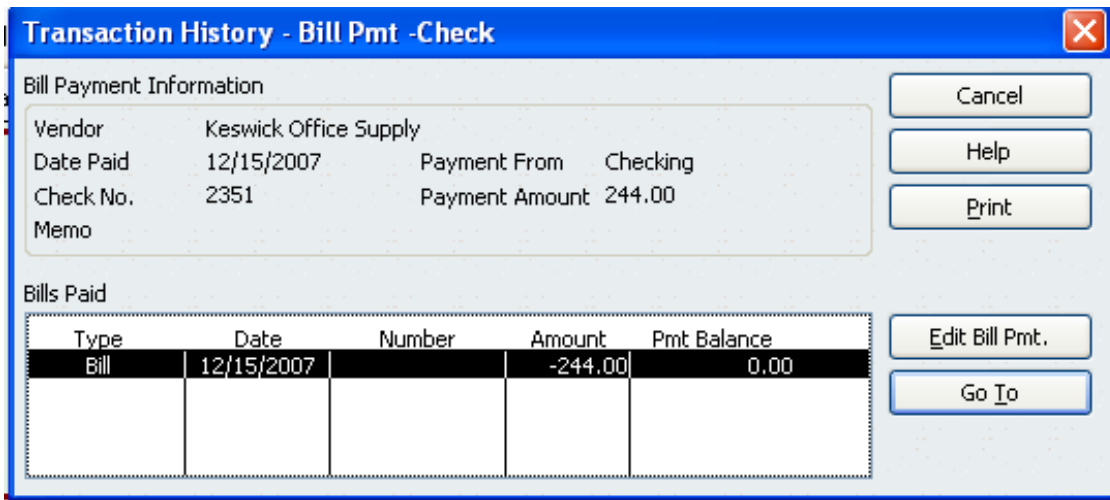 Transaction History - Bill Pmt -Check
Bill Payment Information
Vendor Keswick Office Supply
Date Paid 12/15/2007 Payment From Checking
Check No. 2351 Payment Amount 244.00
Memo
Cancel
Help
Print
Bills Paid
Type Date Number Amount Pmt Balance
Bill 12/15/2007 -244.00 0.00
Edit Bill Pmt.
Go To